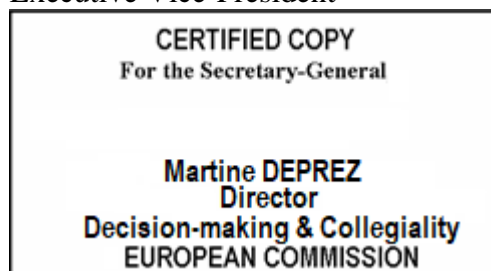 Executive Vice-President
CERTIFIED COPY
For the Secretary-General
Martine DEPREZ
Director
Decision-making & Collegiality
EUROPEAN COMMISSION